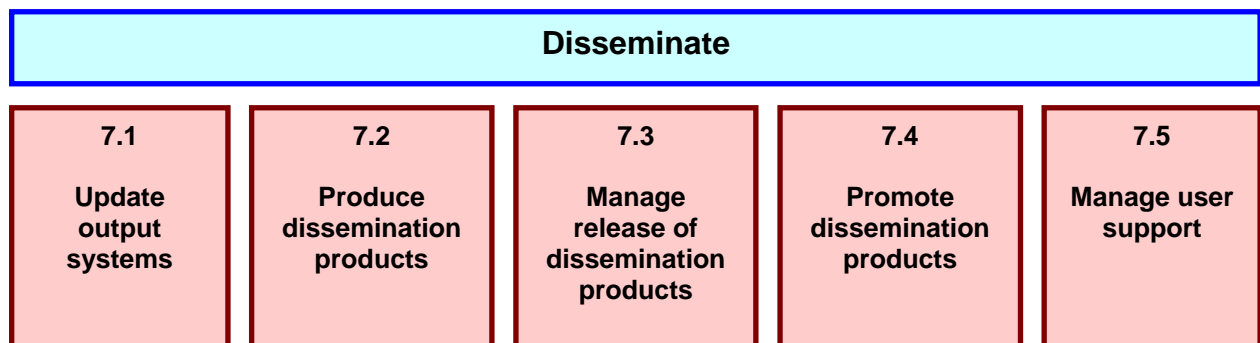 Disseminate
7.1
Update
output
systems
7.2
Produce
dissemination
products
7.3
Manage
release of
dissemination
products
7.4
Promote
dissemination
products
7.5
Manage user
support